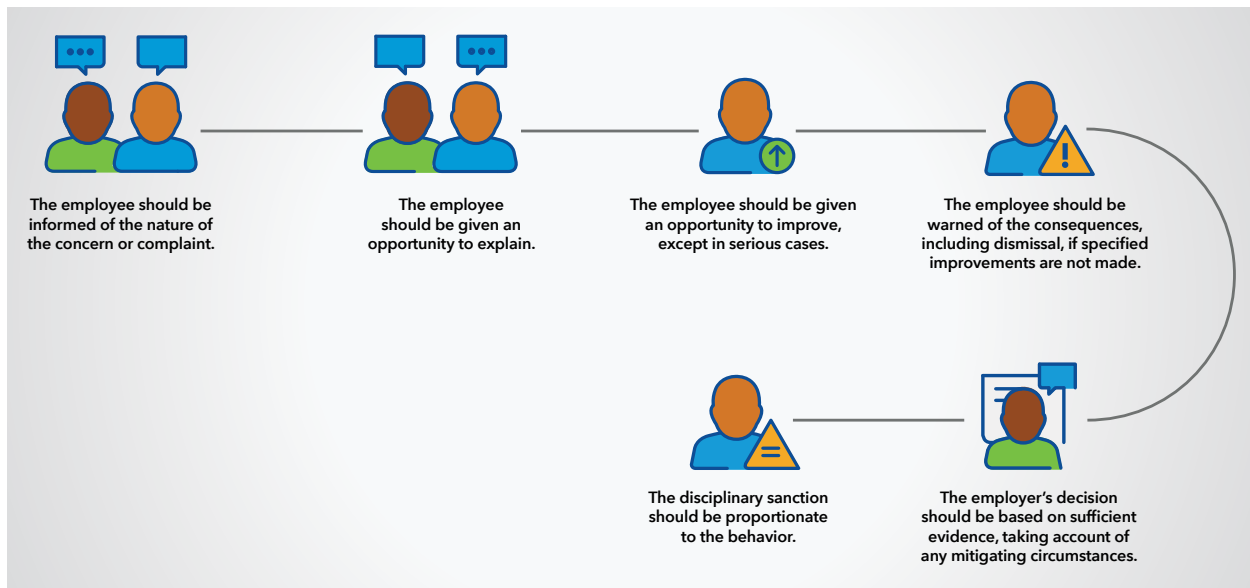 The employee should be
informed of the nature of
the concern or complaint.
The employee
should be given an
opportunity to explain.
The employee should be given
an opportunity to improve,
except in serious cases.
The employee should be
warned of the consequences,
including dismissal, if specified
improvements are not made.
The employer’s decision
should be based on sufficient
evidence, taking account of
any mitigating circumstances.
The disciplinary sanction
should be proportionate
to the behavior.